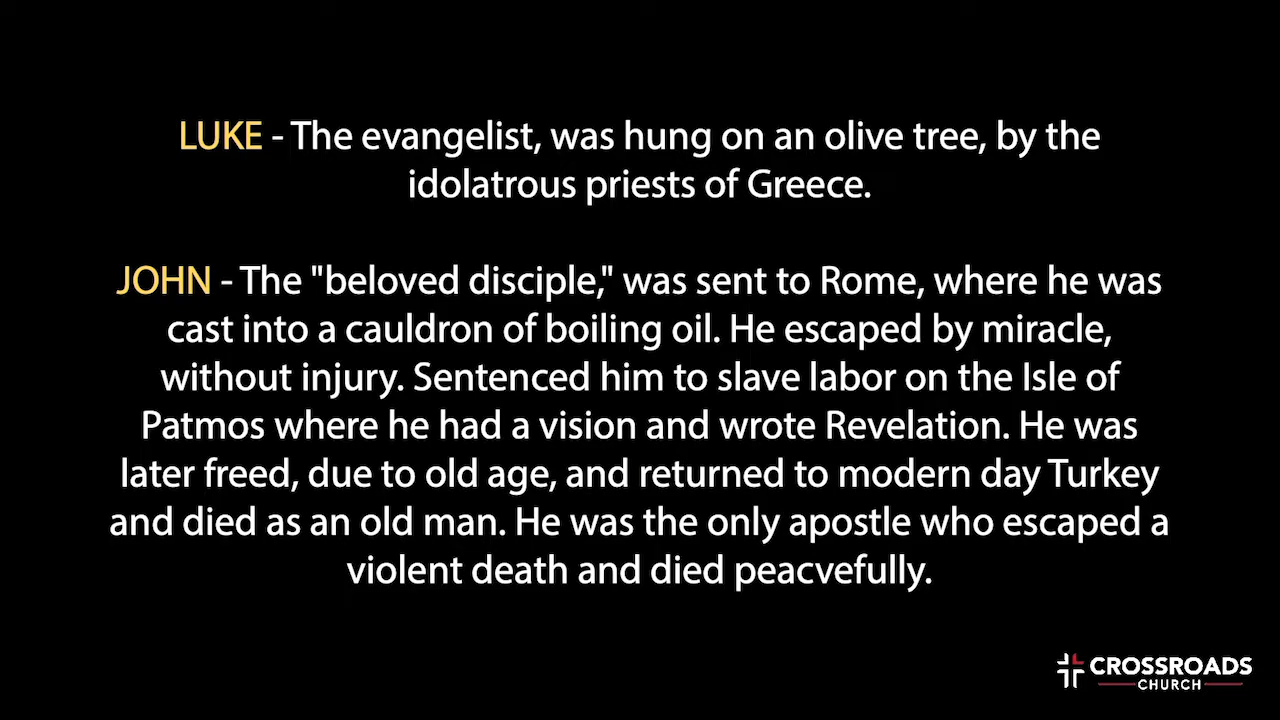 LUKE - The evangelist, was hung on an olive tree, by the
idolatrous priests of Greece.
JOHN - The "beloved disciple," was sent to Rome, where he was
cast into a cauldron of boiling oil. He escaped by miracle,
without injury. Sentenced him to slave labor on the Isle of
Patmos where he had a vision and wrote Revelation. He was
later freed, due to old age, and returned to modern day Turkey
and died as an old man. He was the only apostle who escaped a
violent death and died peacvefully.
CROSSROADS
CHURCH